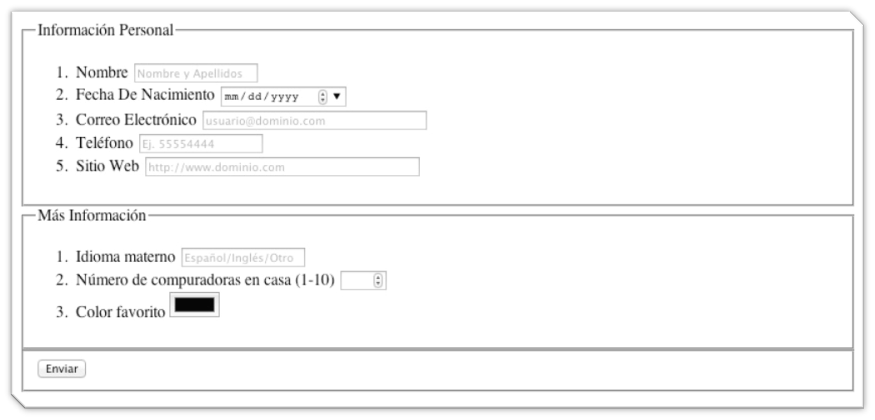 Información Personal
1. Nombre Nombre y Apellidos
2. Fecha De Nacimiento mm/dd/yyyy
3. Correo Electrónico usuario@dominio.com
4. Teléfono Ej. 55554444
5. Sitio Web http://www.dominio.com
Más Información
1. Idioma materno Español/Inglés/Otro
2. Número de compuradoras en casa (1-10)
3. Color favorito
Enviar